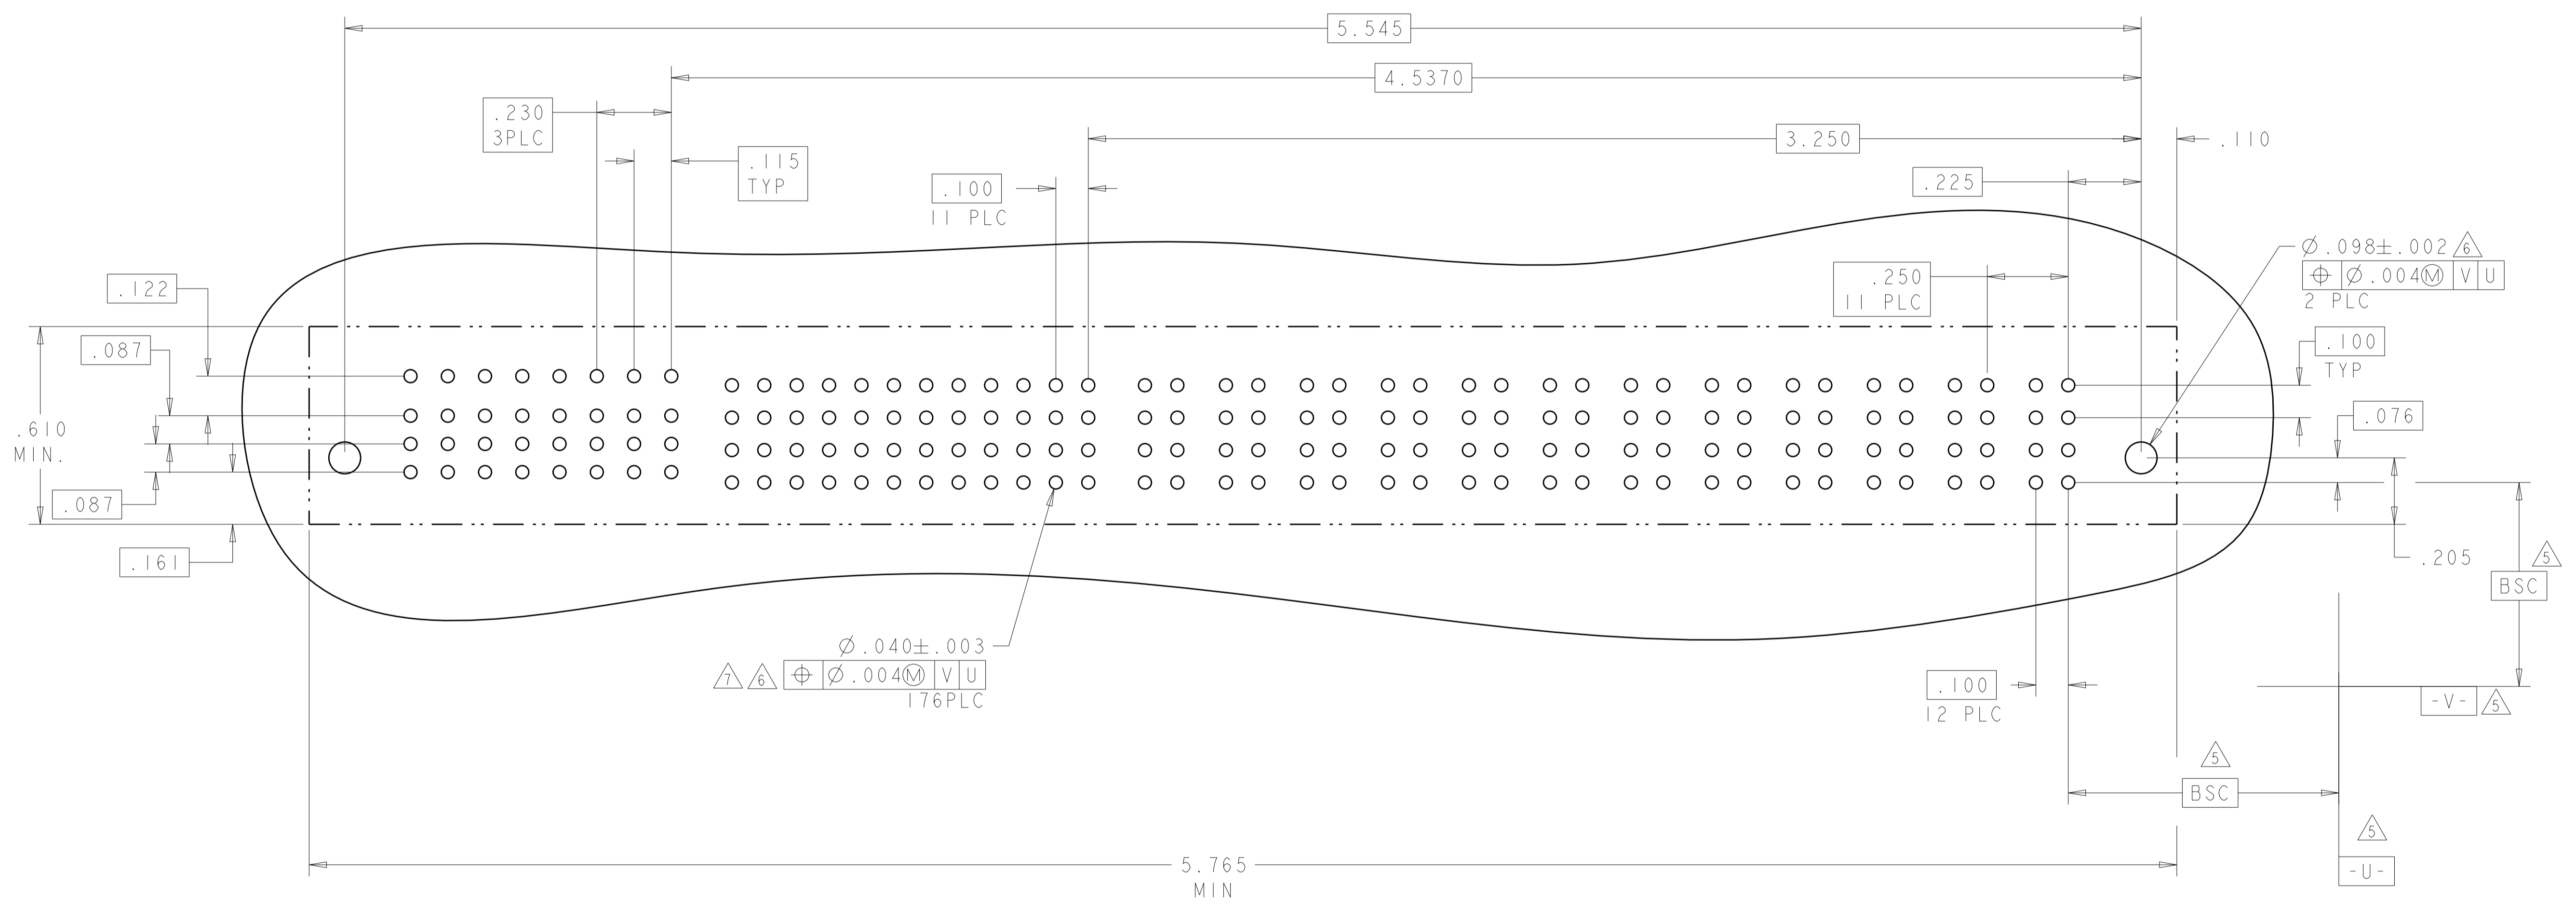 5.545
4.5370
.230
3PLC
.115
TYP
3.250
.110
.100
11 PLC
.225
Ø.098±.002 6
⌖ Ø.004Ⓜ V U
2 PLC
.122
.250
11 PLC
.087
.100
TYP
.610
MIN.
.076
.087
.161
.205
5
BSC
Ø.040±.003
7 6 ⌖ Ø.004Ⓜ V U
176PLC
.100
12 PLC
-V- 5
5
BSC
5
-U-
5.765
MIN